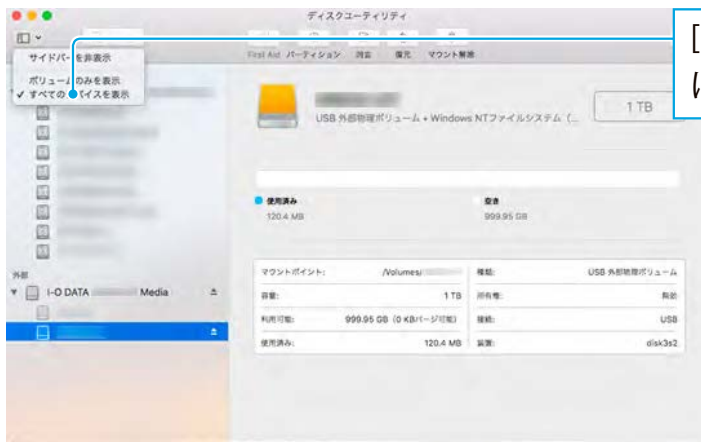 ディスクユーティリティ
First Aid パーティション 消去 復元 マウント解除
サイドバーを非表示
ボリュームのみを表示
✓ すべてのデバイスを表示
[
に
USB 外部物理ボリューム • Windows NTファイルシステム（...
1 TB
使用済み
120.4 MB
空き
999.95 GB
外部
I-O DATA Media
マウントポイント: /Volumes/
種類: USB 外部物理ボリューム
容量: 1 TB
所有権: 有効
利用可能: 999.95 GB（0 KBパージ可能）
接続: USB
使用済み: 120.4 MB
装置: disk3s2